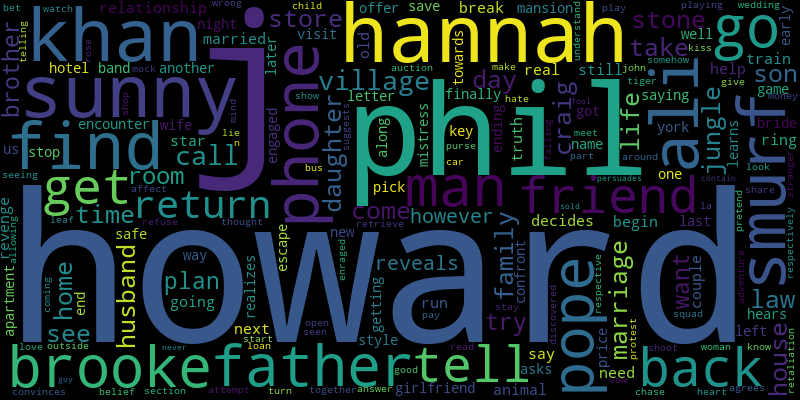 brother khan sunny j hannah go
bet watch telling rose relationship night wrong married child playing wedding play
hotel band another mock shop wife star lie n mind
store visit later offer old save break mansion kiss understand early
phone village letter show auction towards make real finally hate
day take stone well john somehow tiger give money train help game son
us stop seeing find encounter call room
engaged bus daughter suggests along mistress key purse car ending truth
phil craig got meet name part falling fool life around persuades
all saying york one jungle learns look bride ring share stranger contain
affect get time return man friend sold smurf
leaf refuse thought however come pick decides begin last la pretend respectively
howard
revenge allowing apartment coming home end see
safe husband way plan going realizes escape new retrieve enraged open seen
reveals getting style run pay family confront stay try
discovered pope respective price marriage protest want squad couple law hears left adventure
love outside next start loan never read say need shoot woman know house retaliation
convinces guy brooke father tell back
belief section attempt turn together answer good girlfriend animal asks vow chase heart agrees